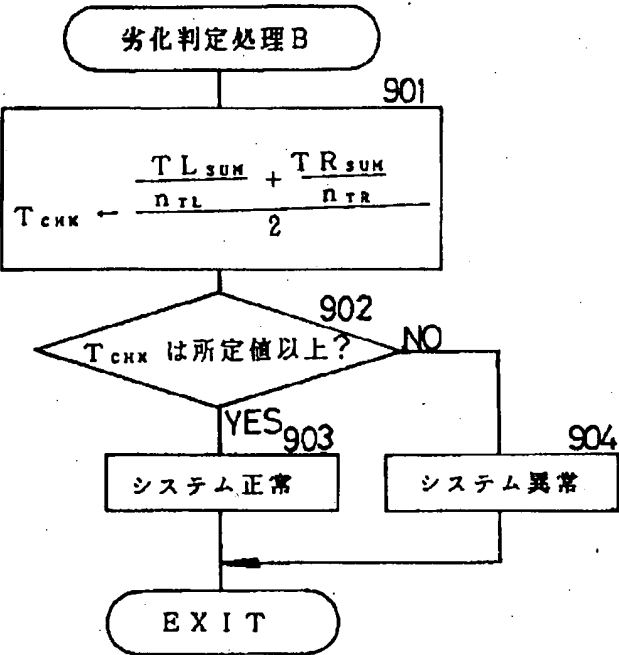 劣化判定処理B
901
T_CHK ← (TL_SUM / n_TL + TR_SUM / n_TR) / 2
902
T_CHK は所定値以上?
NO
YES
903
システム正常
904
システム異常
EXIT